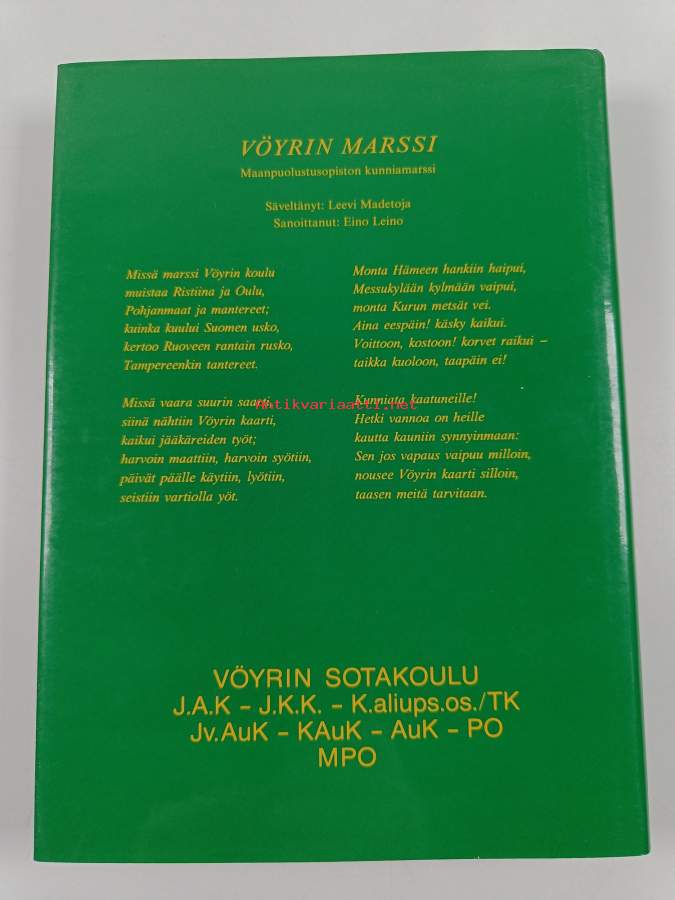 VÖYRIN MARSSI
Maanpuolustusopiston kunniamarssi
Säveltänyt: Leevi Madetoja
Sanoittanut: Eino Leino
Missä marssi Vöyrin koulu
muistaa Ristiina ja Oulu,
Pohjanmaat ja mantereet;
kuinka kuului Suomen usko,
kertoo Ruoveen rantain rusko,
Tampereenkin tantereet.
Missä vaara suurin saarti,
siinä nähtiin Vöyrin kaarti,
kaikui jääkäreiden työt;
harvoin maattiin, harvoin syötiin,
päivät päälle käytiin, lyötiin,
seistiin vartiolla yöt.
Monta Hämeen hankiin haipui,
Messukylään kylmään vaipui,
monta Kurun metsät vei.
Aina eespäin! käsky kaikui.
Voittoon, kostoon! korvet raikui –
taikka kuoloon, taapäin ei!
Kunniata kaatuneille!
Hetki vannoa on heille
kautta kauniin synnyinmaan:
Sen jos vapaus vaipuu milloin,
nousee Vöyrin kaarti silloin,
taasen meitä tarvitaan.
Antikvariaatti.net
VÖYRIN SOTAKOULU
J.A.K – J.K.K. – K.aliups.os./TK
Jv.AuK – KAuK – AuK – PO
MPO